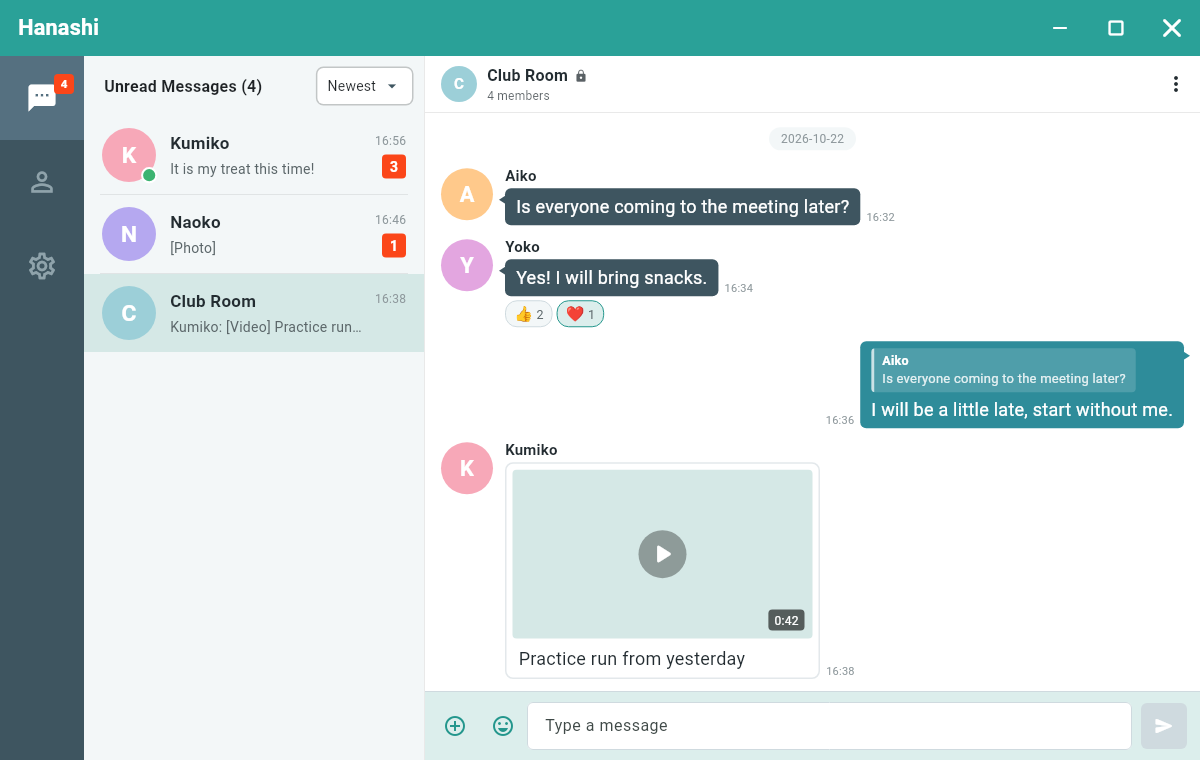 Hanashi
4
Unread Messages (4)
Newest
K
Kumiko
16:56
It is my treat this time!
3
N
Naoko
16:46
[Photo]
1
C
Club Room
16:38
Kumiko: [Video] Practice run…
C
Club Room
4 members
2026-10-22
A
Aiko
Is everyone coming to the meeting later?
16:32
Y
Yoko
Yes! I will bring snacks.
16:34
👍 2
❤️ 1
Aiko
Is everyone coming to the meeting later?
I will be a little late, start without me.
16:36
K
Kumiko
0:42
Practice run from yesterday
16:38
Type a message